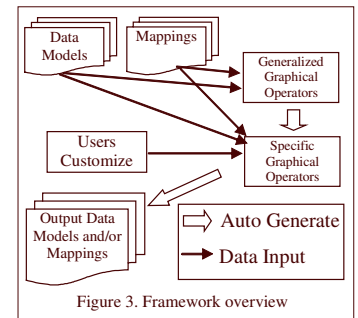 Data
Models
Mappings
Generalized
Graphical
Operators
Users
Customize
Specific
Graphical
Operators
Output Data
Models and/or
Mappings
Auto Generate
Data Input
Figure 3. Framework overview